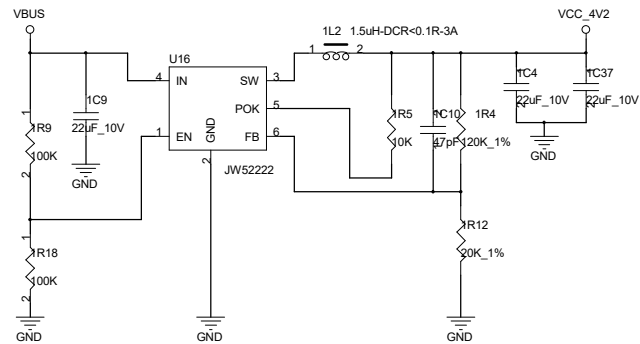 VBUS
VCC_4V2
1L2 1.5uH-DCR<0.1R-3A
1 2
U16
4 IN
SW 3
POK 5
1 EN
FB 6
GND
2
JW52222
1C9
22uF_10V
GND
1
1R9
100K
2
1
1R18
100K
2
GND
GND
1R5
10K
1C10
47pF
1R4
120K_1%
1R12
20K_1%
GND
1C4
22uF_10V
1C37
22uF_10V
GND